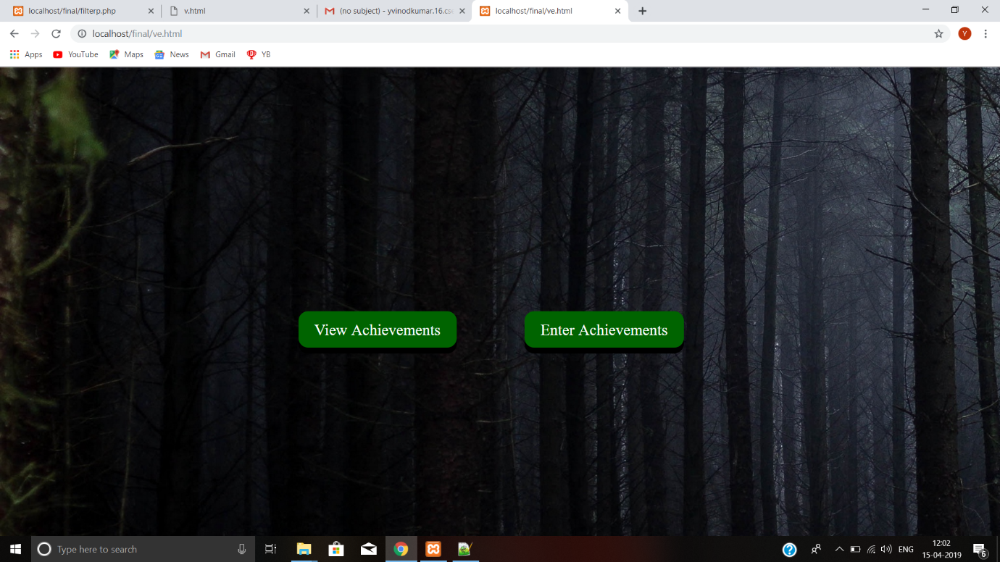 localhost/final/filterp.php
v.html
(no subject) - yvinodkumar.16.cse
localhost/final/ve.html
localhost/final/ve.html
Y
Apps
YouTube
Maps
News
Gmail
YB
View Achievements
Enter Achievements
Type here to search
ENG
12:02
15-04-2019
6